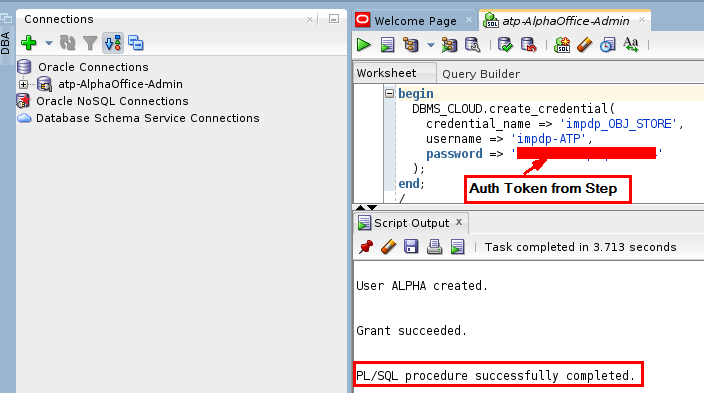 DBA
Connections
Oracle Connections
atp-AlphaOffice-Admin
Oracle NoSQL Connections
Database Schema Service Connections
Welcome Page
atp-AlphaOffice-Admin
Worksheet
Query Builder
begin
DBMS_CLOUD.create_credential(
credential_name => 'impdp_OBJ_STORE',
username => 'impdp-ATP',
password => ' '
);
end;
/
Auth Token from Step
Script Output
Task completed in 3.713 seconds
User ALPHA created.
Grant succeeded.
PL/SQL procedure successfully completed.